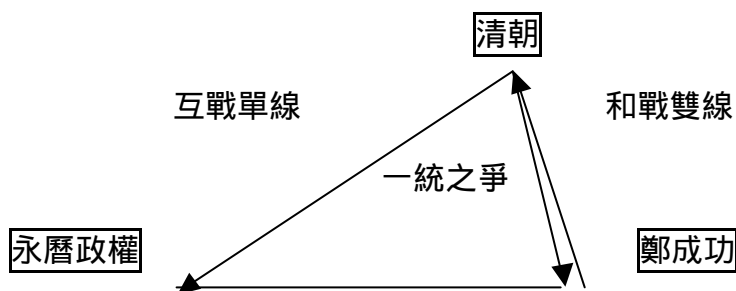 清朝
互戰單線
和戰雙線
一統之爭
永曆政權
鄭成功